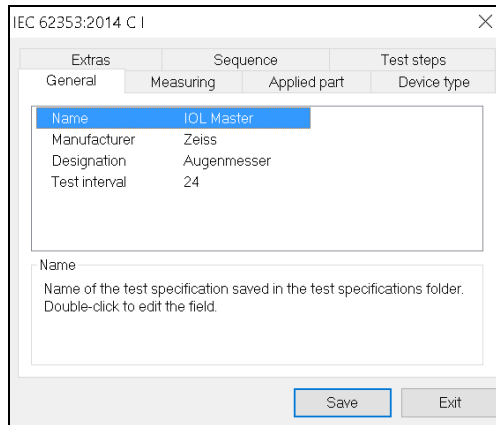 IEC 62353:2014 C I
Extras Sequence Test steps
General Measuring Applied part Device type
Name IOL Master
Manufacturer Zeiss
Designation Augenmesser
Test interval 24
Name
Name of the test specification saved in the test specifications folder.
Double-click to edit the field.
Save Exit